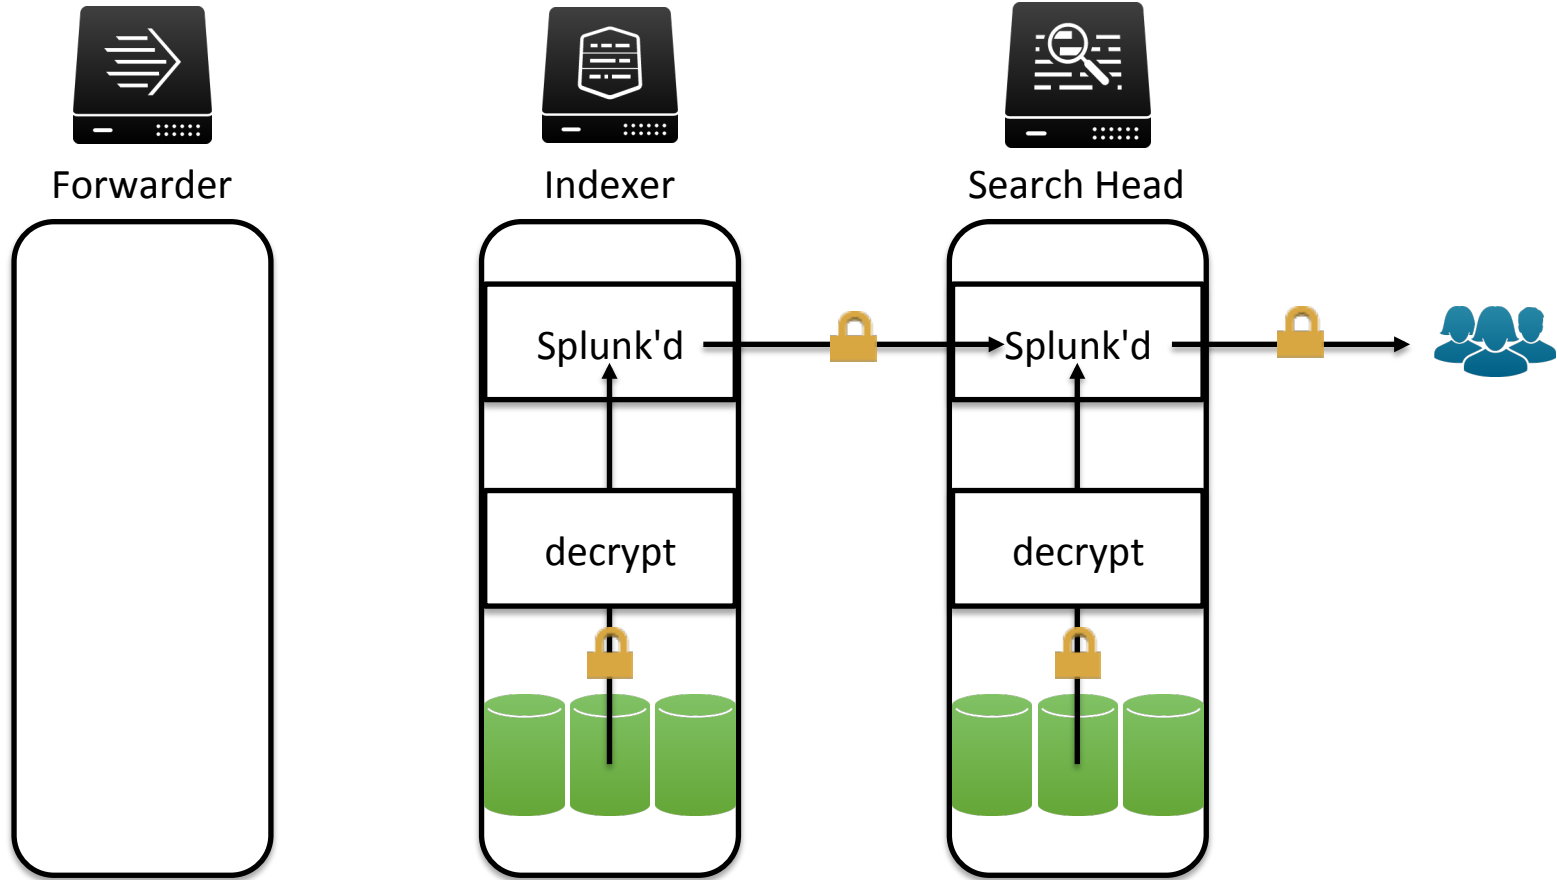 Forwarder
Indexer
Search Head
Splunk'd
Splunk'd
decrypt
decrypt